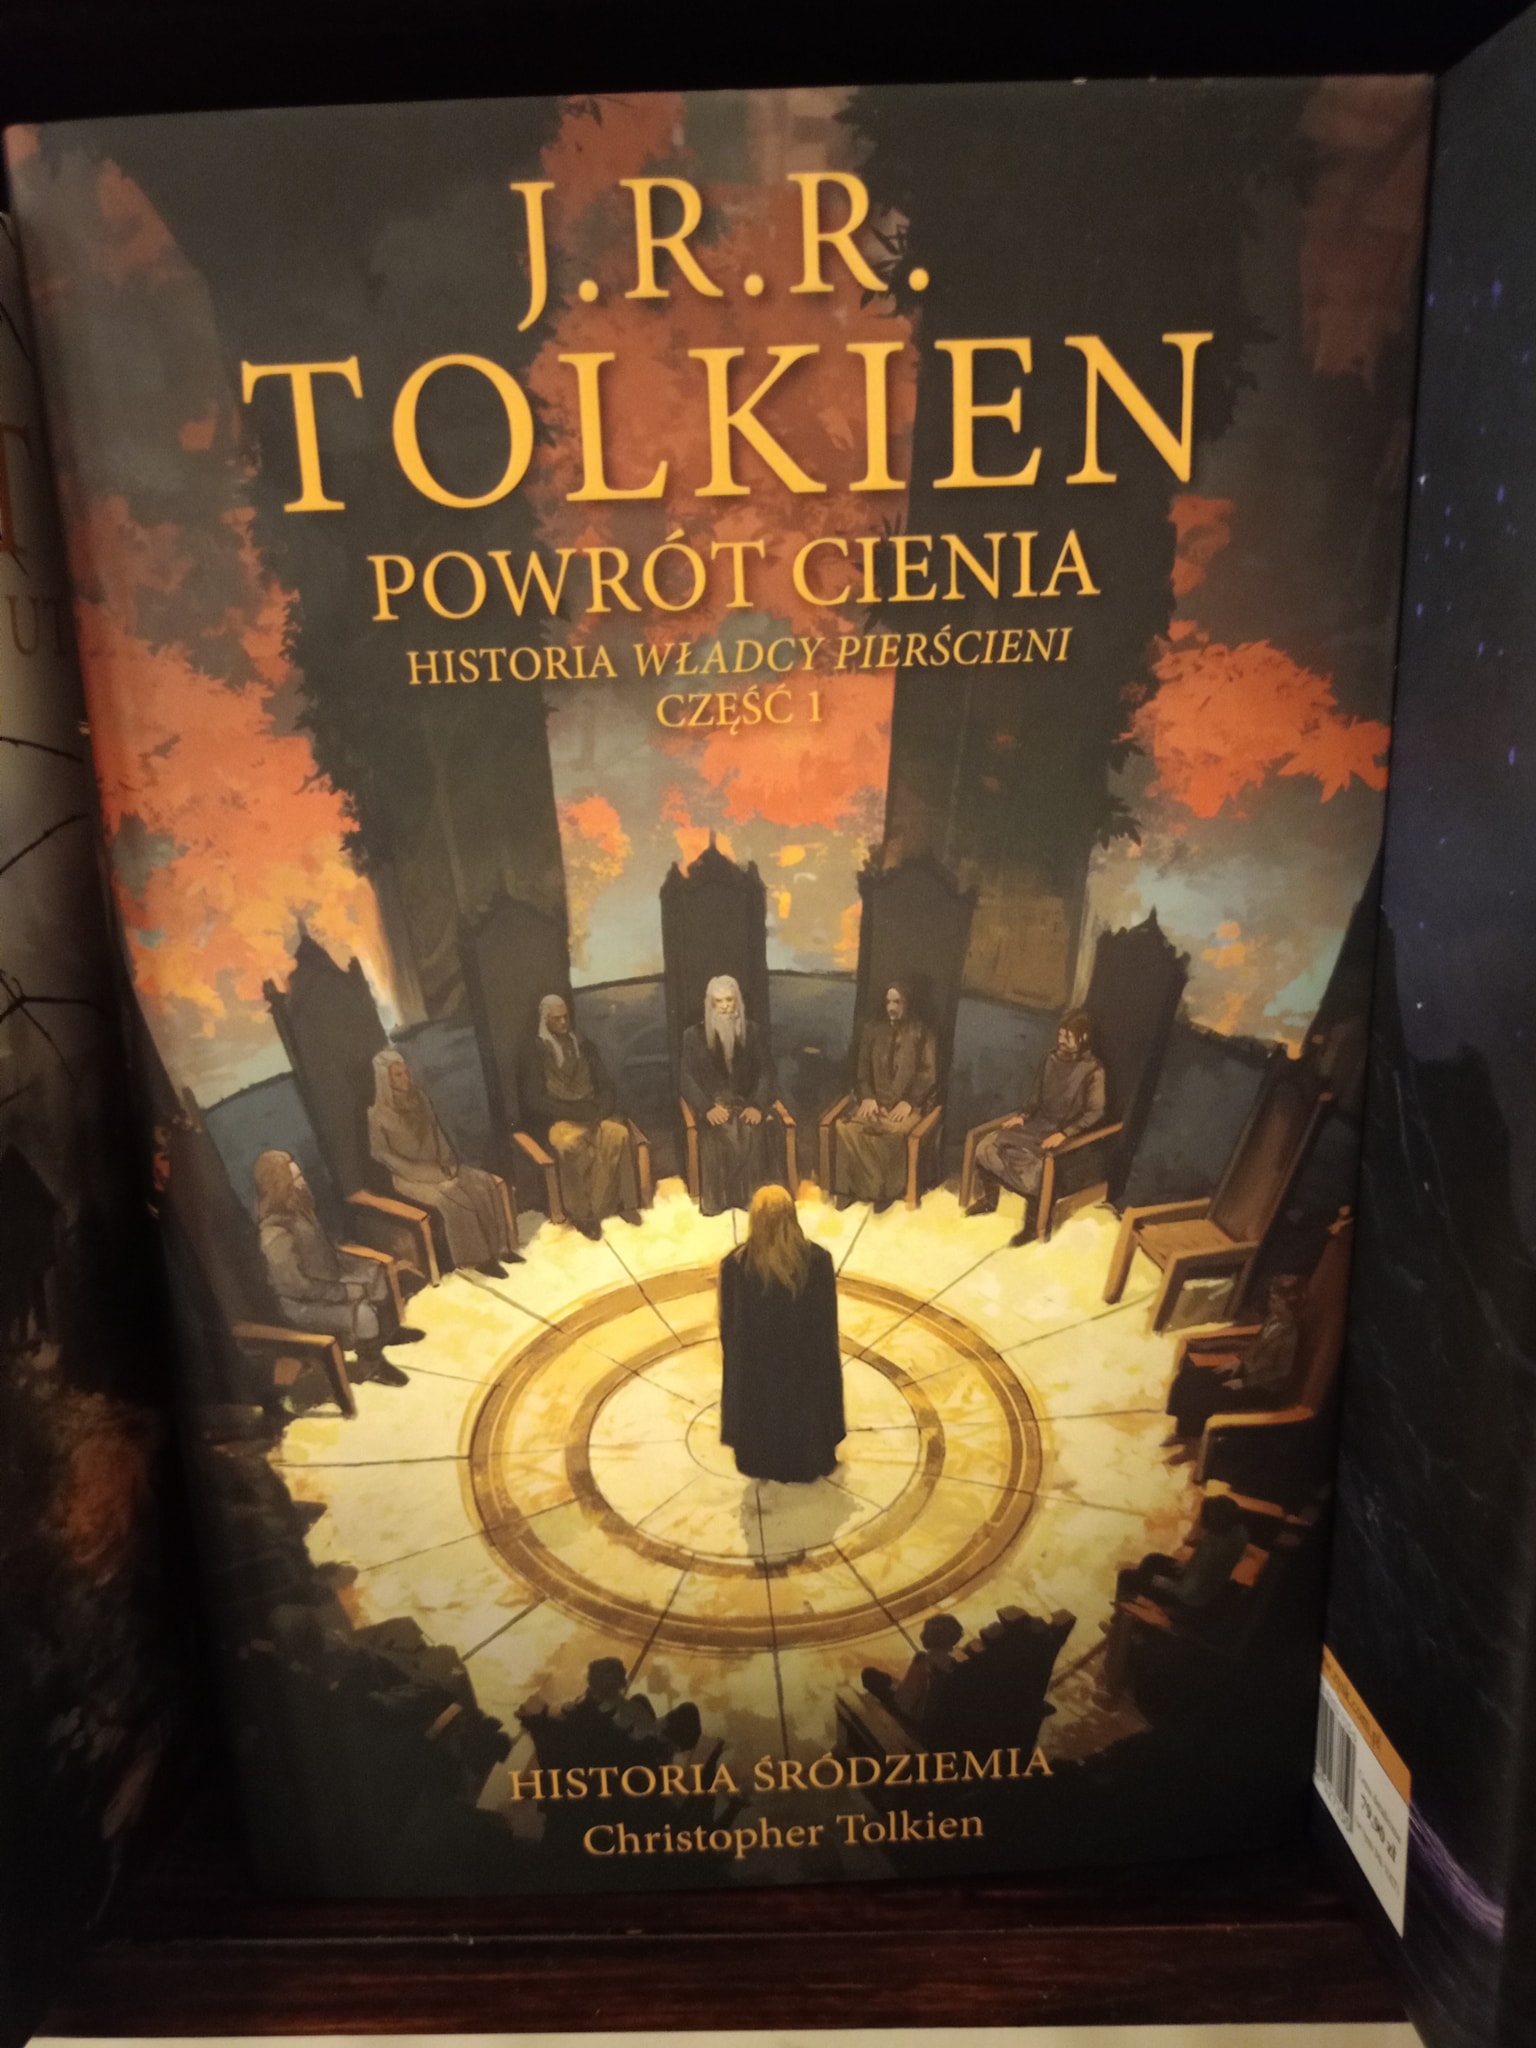 J.R.R.
TOLKIEN
POWRÓT CIENIA
HISTORIA WŁADCY PIERŚCIENI
CZĘŚĆ 1
HISTORIA ŚRÓDZIEMIA
Christopher Tolkien